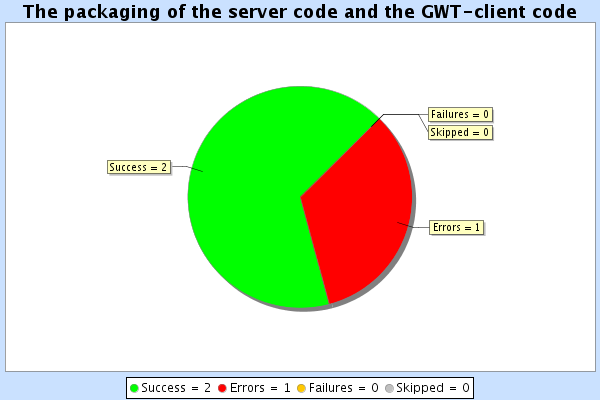 The packaging of the server code and the GWT-client code
Failures = 0
Skipped = 0
Success = 2
Errors = 1
Success = 2 Errors = 1 Failures = 0 Skipped = 0